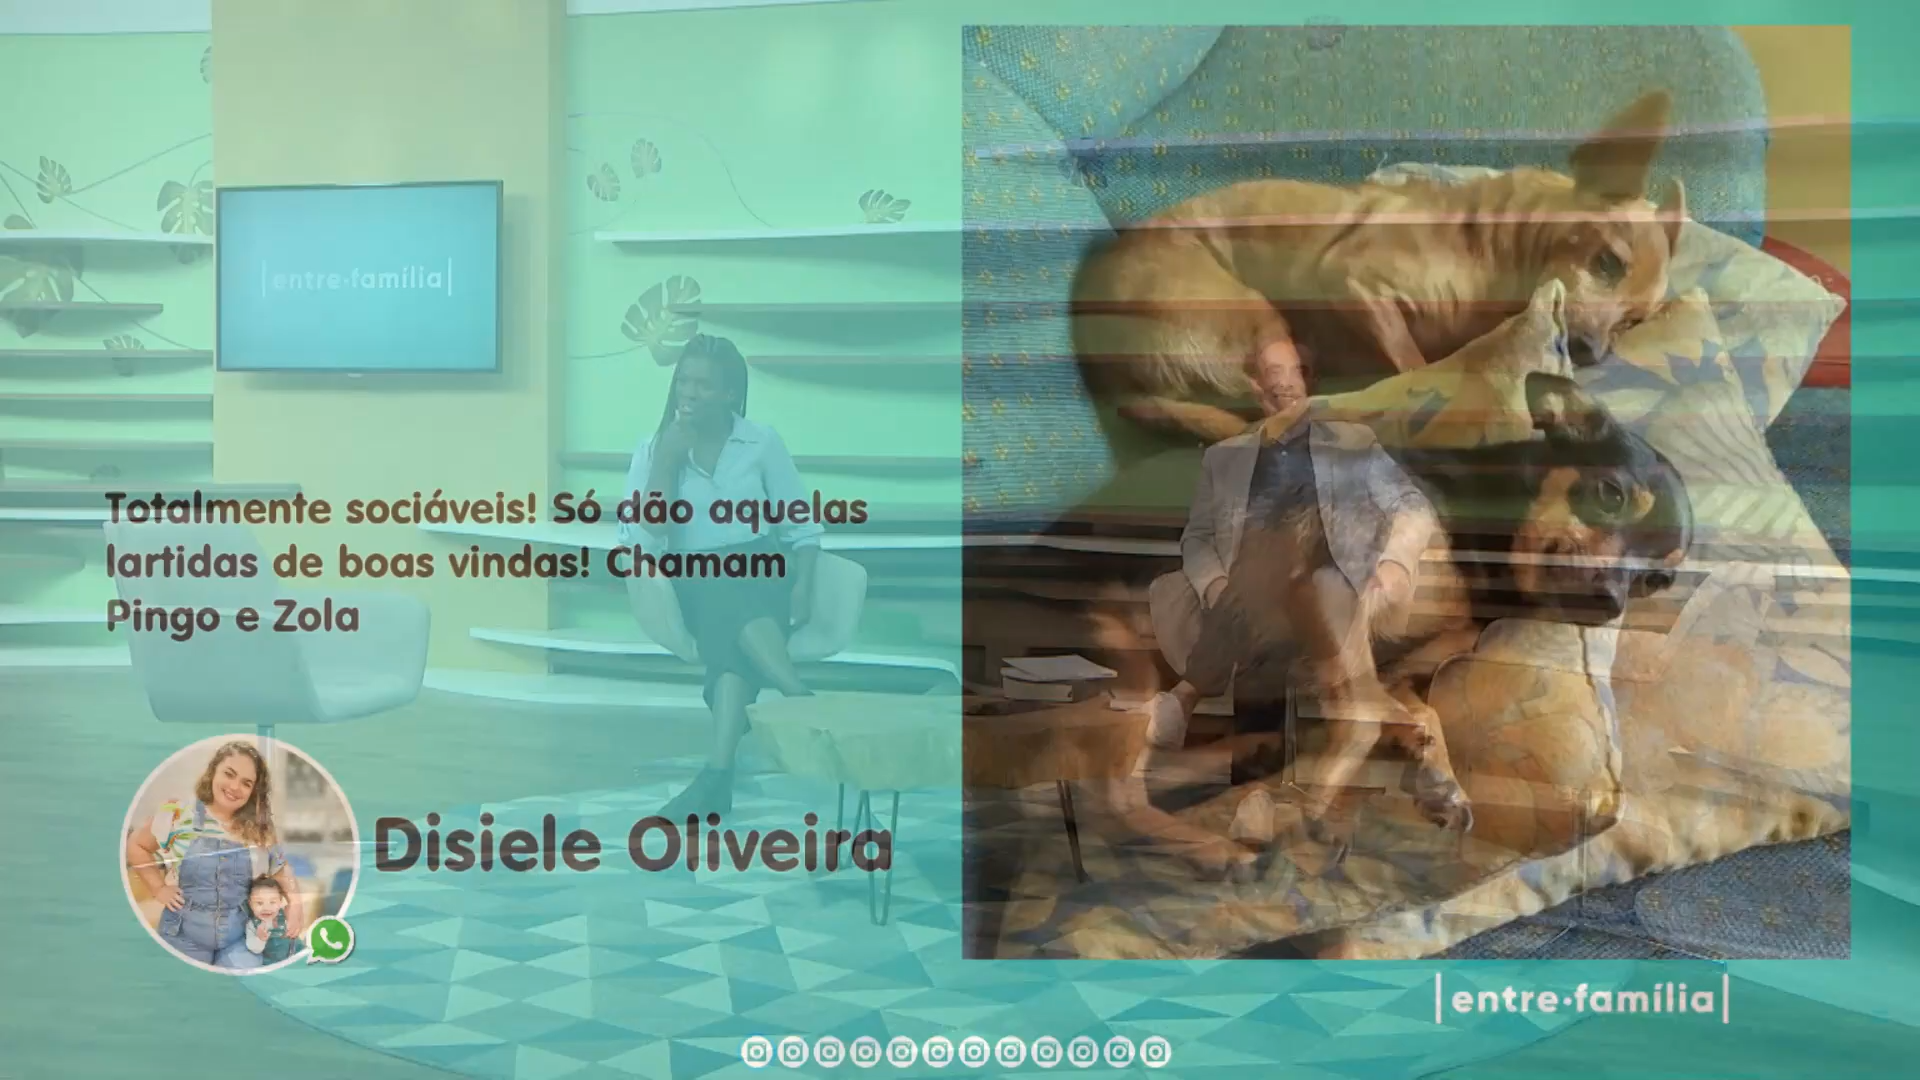 |entre•família|
Totalmente sociáveis! Só dão aquelas
lartidas de boas vindas! Chamam
Pingo e Zola
Disiele Oliveira
|entre•família|